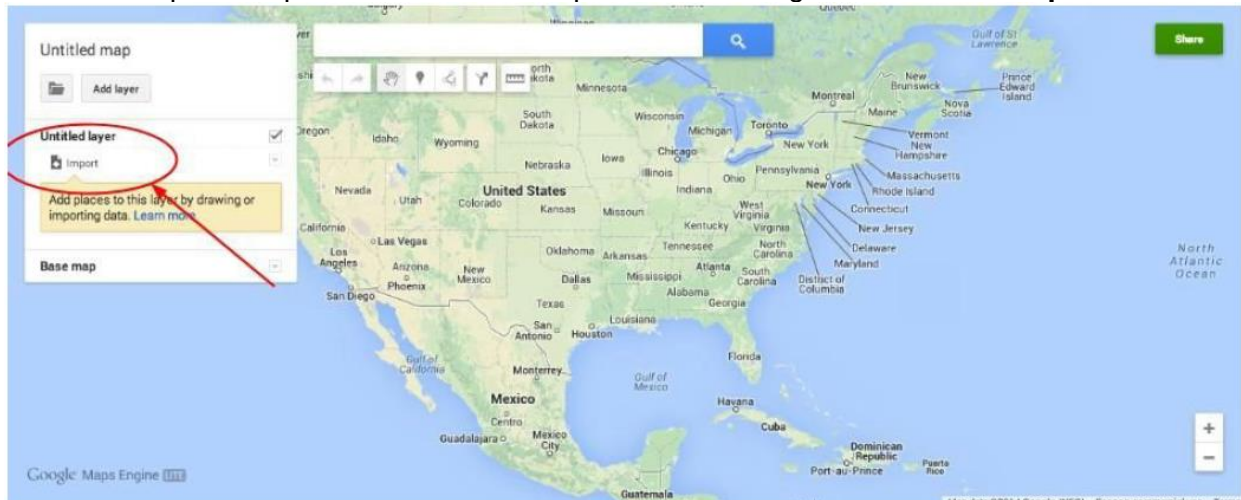 Untitled map
Add layer
Untitled layer
Import
Add places to this layer by drawing or
importing data. Learn more
Base map
Google Maps Engine
Share
Gulf of St
Lawrence
Quebec
Minnesota
South
Dakota
Wisconsin
Michigan
Toronto
Montreal
New
Brunswick
Prince
Edward
Island
Nova
Scotia
Maine
Vermont
New
Hampshire
Massachusetts
Rhode Island
Connecticut
New Jersey
Delaware
Maryland
District of
Columbia
Oregon
Idaho
Wyoming
Nebraska
Iowa
Chicago
Illinois
Indiana
Ohio
Pennsylvania
New York
New York
Nevada
Utah
United States
Colorado
Kansas
Missouri
West
Virginia
Kentucky
Virginia
California
Las Vegas
Los
Angeles
Arizona
Phoenix
New
Mexico
San Diego
Oklahoma
Arkansas
Tennessee
North
Carolina
Dallas
Mississippi
Atlanta
South
Carolina
Alabama
Georgia
Texas
Louisiana
San
Antonio
Houston
Florida
Gulf of
California
Monterrey
Gulf of
Mexico
Mexico
Havana
Cuba
Centro
Guadalajara
Mexico
City
Dominican
Republic
Port-au-Prince
Puerto
Rico
Guatemala
North
Atlantic
Ocean